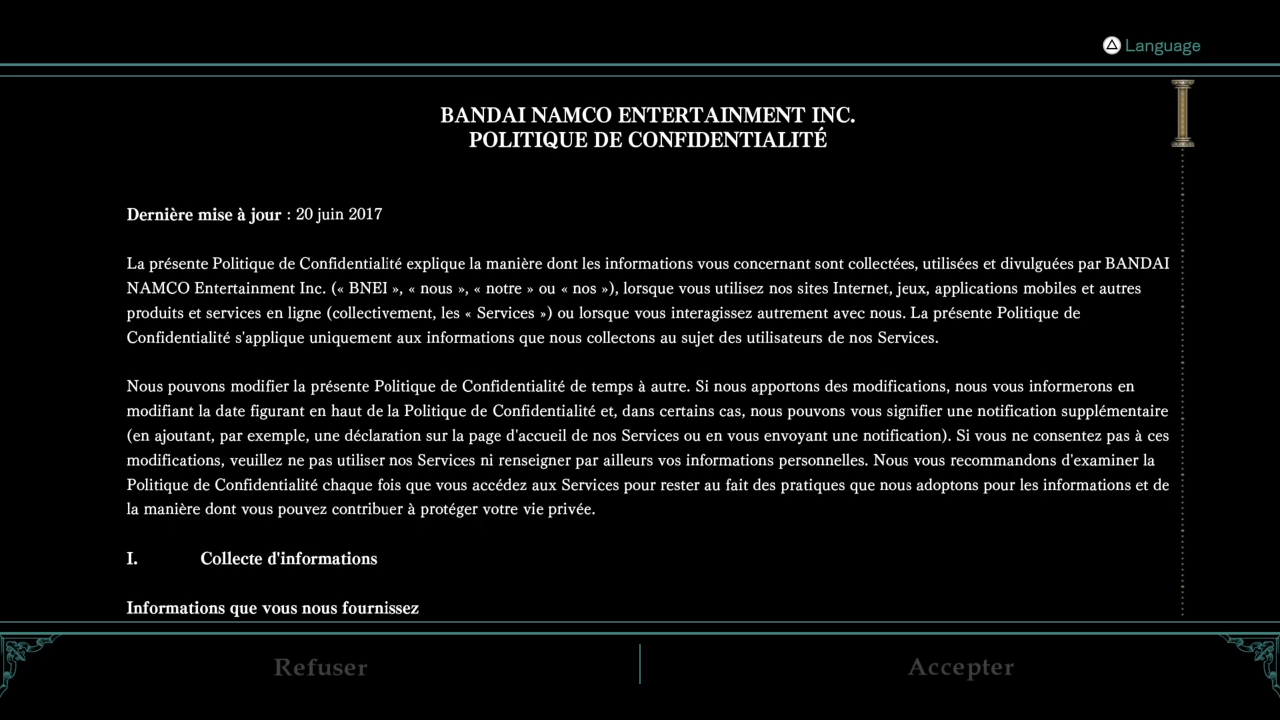 Language
BANDAI NAMCO ENTERTAINMENT INC.
POLITIQUE DE CONFIDENTIALITÉ
Dernière mise à jour : 20 juin 2017
La présente Politique de Confidentialité explique la manière dont les informations vous concernant sont collectées, utilisées et divulguées par BANDAI
NAMCO Entertainment Inc. (« BNEI », « nous », « notre » ou « nos »), lorsque vous utilisez nos sites Internet, jeux, applications mobiles et autres
produits et services en ligne (collectivement, les « Services ») ou lorsque vous interagissez autrement avec nous. La présente Politique de
Confidentialité s'applique uniquement aux informations que nous collectons au sujet des utilisateurs de nos Services.
Nous pouvons modifier la présente Politique de Confidentialité de temps à autre. Si nous apportons des modifications, nous vous informerons en
modifiant la date figurant en haut de la Politique de Confidentialité et, dans certains cas, nous pouvons vous signifier une notification supplémentaire
(en ajoutant, par exemple, une déclaration sur la page d'accueil de nos Services ou en vous envoyant une notification). Si vous ne consentez pas à ces
modifications, veuillez ne pas utiliser nos Services ni renseigner par ailleurs vos informations personnelles. Nous vous recommandons d'examiner la
Politique de Confidentialité chaque fois que vous accédez aux Services pour rester au fait des pratiques que nous adoptons pour les informations et de
la manière dont vous pouvez contribuer à protéger votre vie privée.
I. Collecte d'informations
Informations que vous nous fournissez
Refuser
Accepter